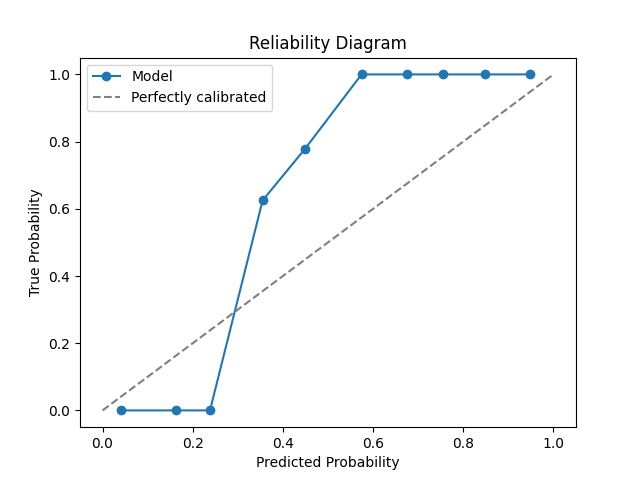 Reliability Diagram
Model
Perfectly calibrated
True Probability
1.0
0.8
0.6
0.4
0.2
0.0
0.0 0.2 0.4 0.6 0.8 1.0
Predicted Probability